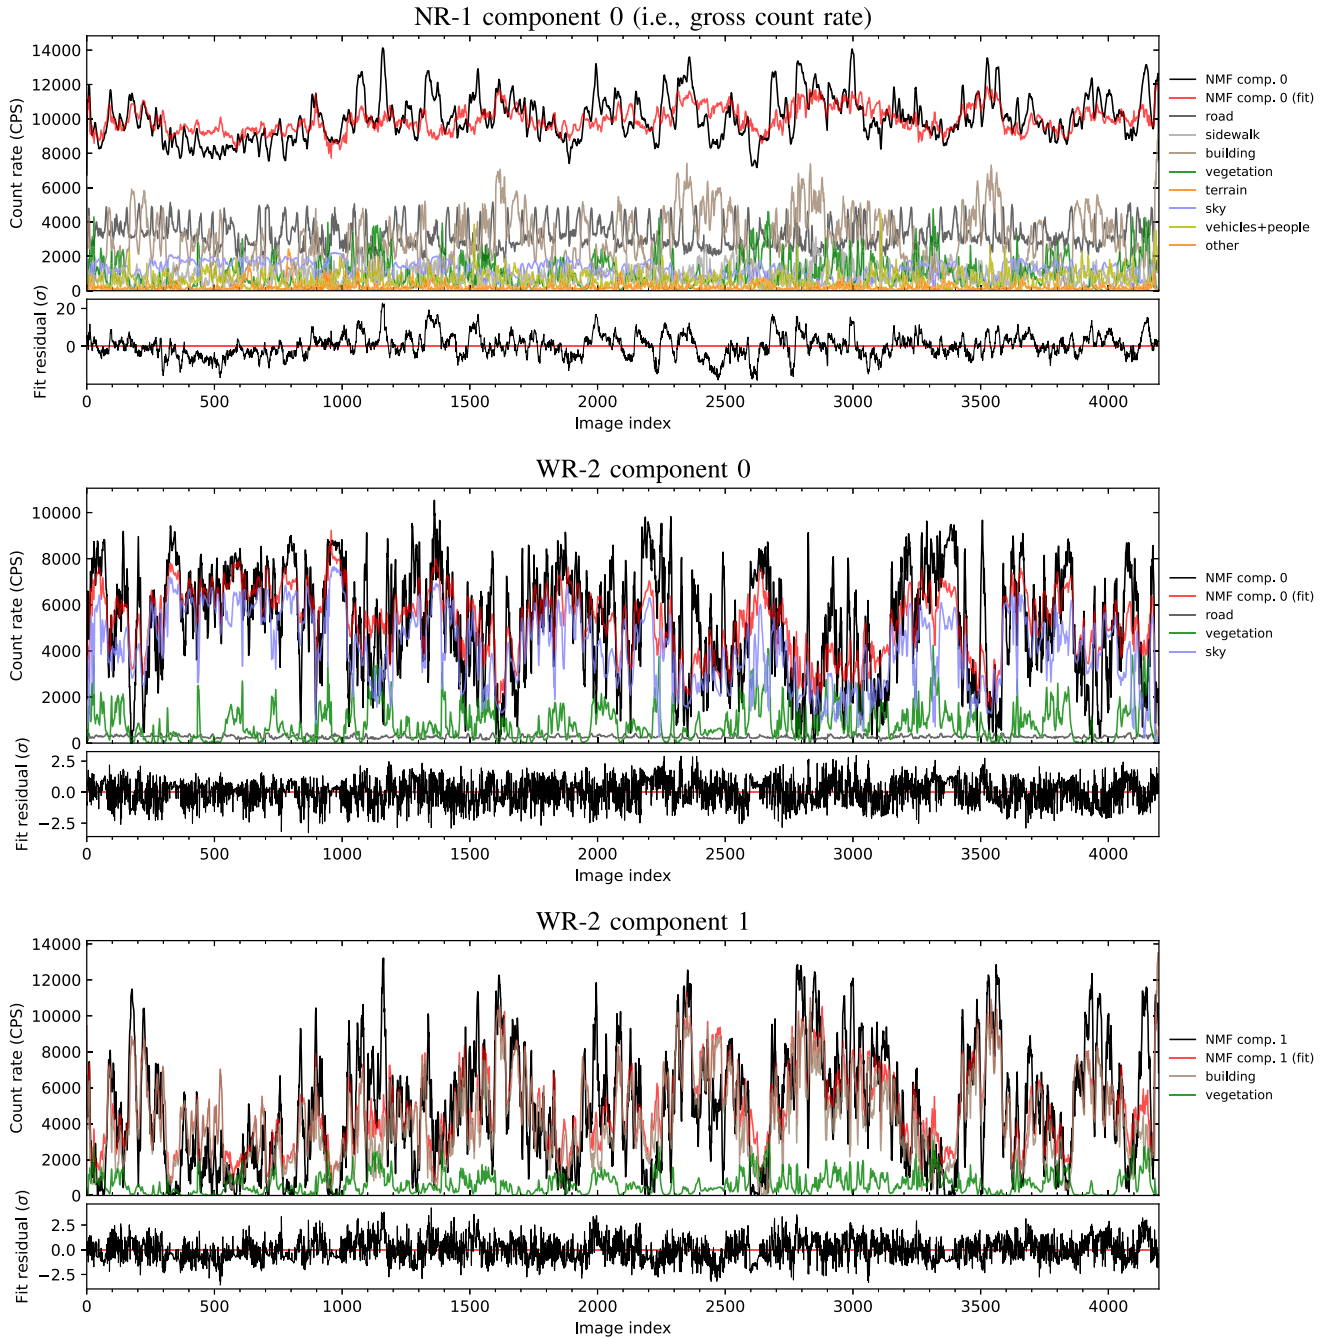 NR-1 component 0 (i.e., gross count rate)
Count rate (CPS)
14000
12000
10000
8000
6000
4000
2000
0
NMF comp. 0
NMF comp. 0 (fit)
road
sidewalk
building
vegetation
terrain
sky
vehicles+people
other
Fit residual (σ)
20
0
0 500 1000 1500 2000 2500 3000 3500 4000
Image index
WR-2 component 0
Count rate (CPS)
10000
8000
6000
4000
2000
0
NMF comp. 0
NMF comp. 0 (fit)
road
vegetation
sky
Fit residual (σ)
2.5
0.0
−2.5
0 500 1000 1500 2000 2500 3000 3500 4000
Image index
WR-2 component 1
Count rate (CPS)
14000
12000
10000
8000
6000
4000
2000
0
NMF comp. 1
NMF comp. 1 (fit)
building
vegetation
Fit residual (σ)
2.5
0.0
−2.5
0 500 1000 1500 2000 2500 3000 3500 4000
Image index